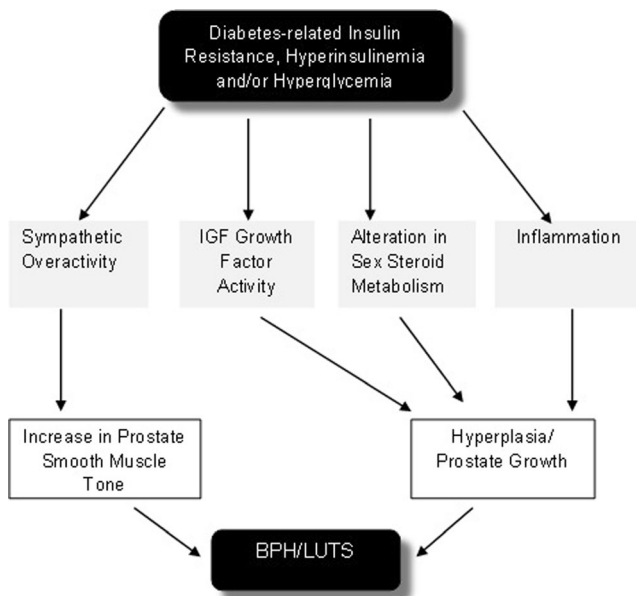 Diabetes-related Insulin
Resistance, Hyperinsulinemia
and/or Hyperglycemia
Sympathetic
Overactivity
IGF Growth
Factor
Activity
Alteration in
Sex Steroid
Metabolism
Inflammation
Increase in Prostate
Smooth Muscle
Tone
Hyperplasia/
Prostate Growth
BPH/LUTS